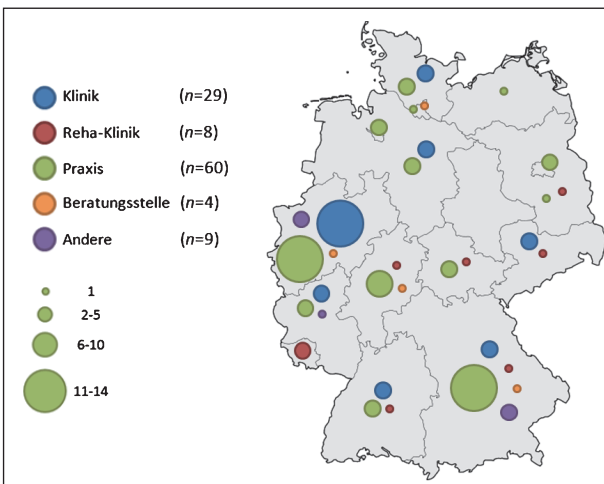 Klinik (n=29)
Reha-Klinik (n=8)
Praxis (n=60)
Beratungsstelle (n=4)
Andere (n=9)
1
2-5
6-10
11-14